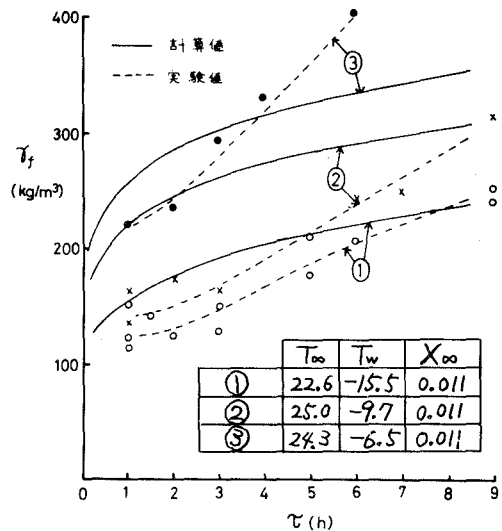 400
計算値
実験値
③
300
γf
(kg/m³)
②
200
①
100
T∞ Tw X∞
① 22.6 -15.5 0.011
② 25.0 -9.7 0.011
③ 24.3 -6.5 0.011
0 1 2 3 4 5 6 7 8 9
τ (h)